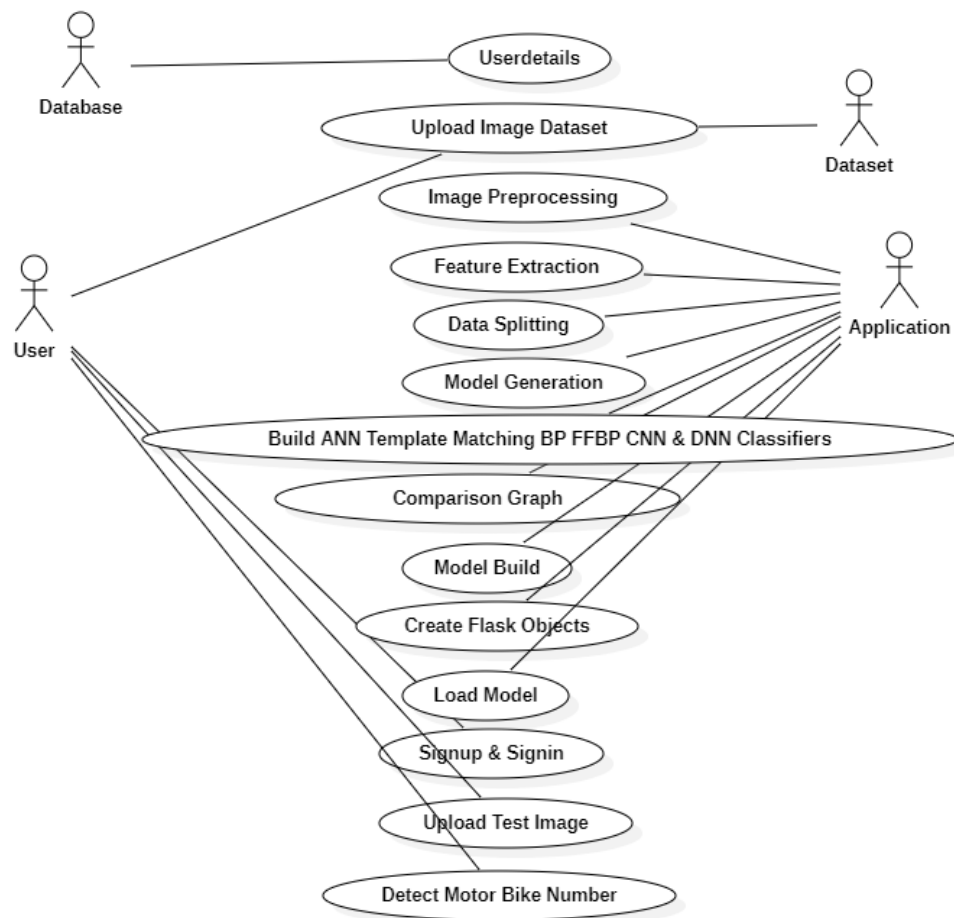 Userdetails
Database
Upload Image Dataset
Dataset
Image Preprocessing
Feature Extraction
Data Splitting
Application
User
Model Generation
Build ANN Template Matching BP FFBP CNN & DNN Classifiers
Comparison Graph
Model Build
Create Flask Objects
Load Model
Signup & Signin
Upload Test Image
Detect Motor Bike Number